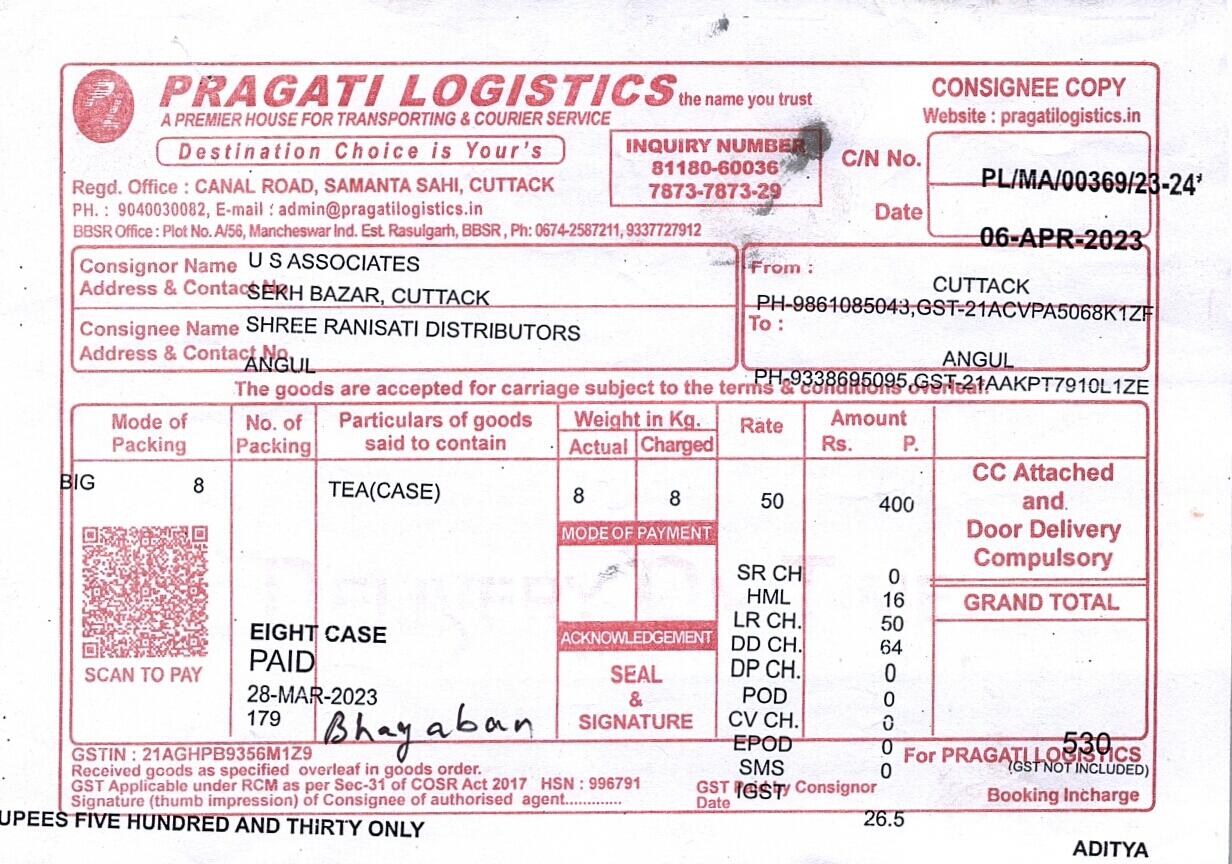 PRAGATI LOGISTICS the name you trust
A PREMIER HOUSE FOR TRANSPORTING & COURIER SERVICE
Destination Choice is Your's
CONSIGNEE COPY
Website : pragatilogistics.in
INQUIRY NUMBER
81180-60036
7873-7873-29
C/N No. PL/MA/00369/23-24
Date 06-APR-2023
Regd. Office : CANAL ROAD, SAMANTA SAHI, CUTTACK
PH. : 9040030082, E-mail : admin@pragatilogistics.in
BBSR Office : Plot No. A/56, Mancheswar Ind. Est. Rasulgarh, BBSR , Ph: 0674-2587211, 9337727912
Consignor Name U S ASSOCIATES
Address & Contact No. SEKH BAZAR, CUTTACK
From : CUTTACK
PH-9861085043,GST-21ACVPA5068K1ZF
Consignee Name SHREE RANISATI DISTRIBUTORS
Address & Contact No. ANGUL
To : ANGUL
PH-9338695095,GST-21AAKPT7910L1ZE
The goods are accepted for carriage subject to the terms & conditions overleaf.
Mode of Packing
No. of Packing
Particulars of goods said to contain
Weight in Kg.
Actual Charged
Rate
Amount
Rs. P.
BIG 8 TEA(CASE) 8 8 50 400
CC Attached
and
Door Delivery
Compulsory
MODE OF PAYMENT
SR CH 0
HML 16
LR CH. 50
DD CH. 64
DP CH. 0
POD 0
CV CH. 0
EPOD 0
SMS 0
IGST 26.5
GRAND TOTAL
530
(GST NOT INCLUDED)
ACKNOWLEDGEMENT
SEAL
&
SIGNATURE
SCAN TO PAY
EIGHT CASE
PAID
28-MAR-2023
179
Bhayaban
GSTIN : 21AGHPB9356M1Z9
Received goods as specified overleaf in goods order.
GST Applicable under RCM as per Sec-31 of COSR Act 2017 HSN : 996791
Signature (thumb impression) of Consignee of authorised agent.............
GST Paid by Consignor
Date
For PRAGATI LOGISTICS
Booking Incharge
UPEES FIVE HUNDRED AND THIRTY ONLY
ADITYA